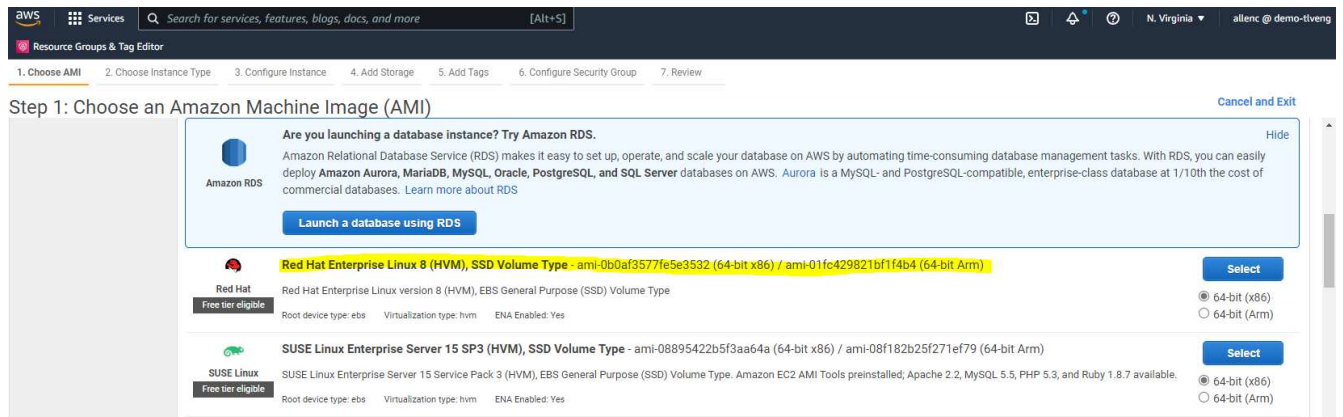 aws Services Search for services, features, blogs, docs, and more [Alt+S] N. Virginia ▼ allenc @ demo-tlveng
Resource Groups & Tag Editor
1. Choose AMI 2. Choose Instance Type 3. Configure Instance 4. Add Storage 5. Add Tags 6. Configure Security Group 7. Review
Step 1: Choose an Amazon Machine Image (AMI) Cancel and Exit
Are you launching a database instance? Try Amazon RDS. Hide
Amazon Relational Database Service (RDS) makes it easy to set up, operate, and scale your database on AWS by automating time-consuming database management tasks. With RDS, you can easily
deploy Amazon Aurora, MariaDB, MySQL, Oracle, PostgreSQL, and SQL Server databases on AWS. Aurora is a MySQL- and PostgreSQL-compatible, enterprise-class database at 1/10th the cost of
commercial databases. Learn more about RDS
Amazon RDS
Launch a database using RDS
Red Hat Enterprise Linux 8 (HVM), SSD Volume Type - ami-0b0af3577fe5e3532 (64-bit x86) / ami-01fc429821bf1f4b4 (64-bit Arm)
Select
Red Hat
Red Hat Enterprise Linux version 8 (HVM), EBS General Purpose (SSD) Volume Type
64-bit (x86)
Free tier eligible
Root device type: ebs Virtualization type: hvm ENA Enabled: Yes
64-bit (Arm)
SUSE Linux Enterprise Server 15 SP3 (HVM), SSD Volume Type - ami-08895422b5f3aa64a (64-bit x86) / ami-08f182b25f271ef79 (64-bit Arm)
Select
SUSE Linux
SUSE Linux Enterprise Server 15 Service Pack 3 (HVM), EBS General Purpose (SSD) Volume Type. Amazon EC2 AMI Tools preinstalled; Apache 2.2, MySQL 5.5, PHP 5.3, and Ruby 1.8.7 available.
64-bit (x86)
Free tier eligible
Root device type: ebs Virtualization type: hvm ENA Enabled: Yes
64-bit (Arm)